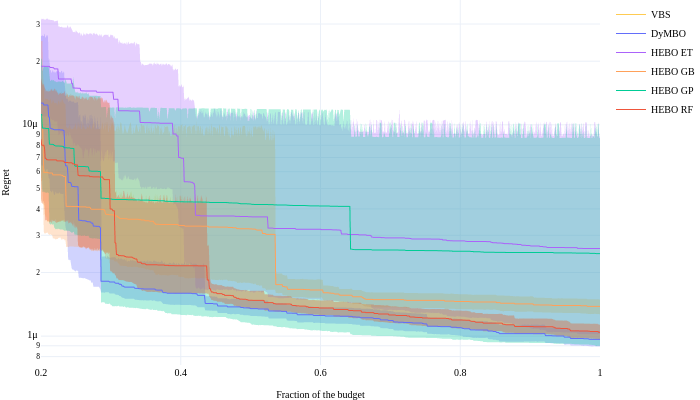 3
2
10μ
9
8
7
6
5
4
3
2
1μ
9
8
Regret
0.2
0.4
0.6
0.8
1
Fraction of the budget
VBS
DyMBO
HEBO ET
HEBO GB
HEBO GP
HEBO RF